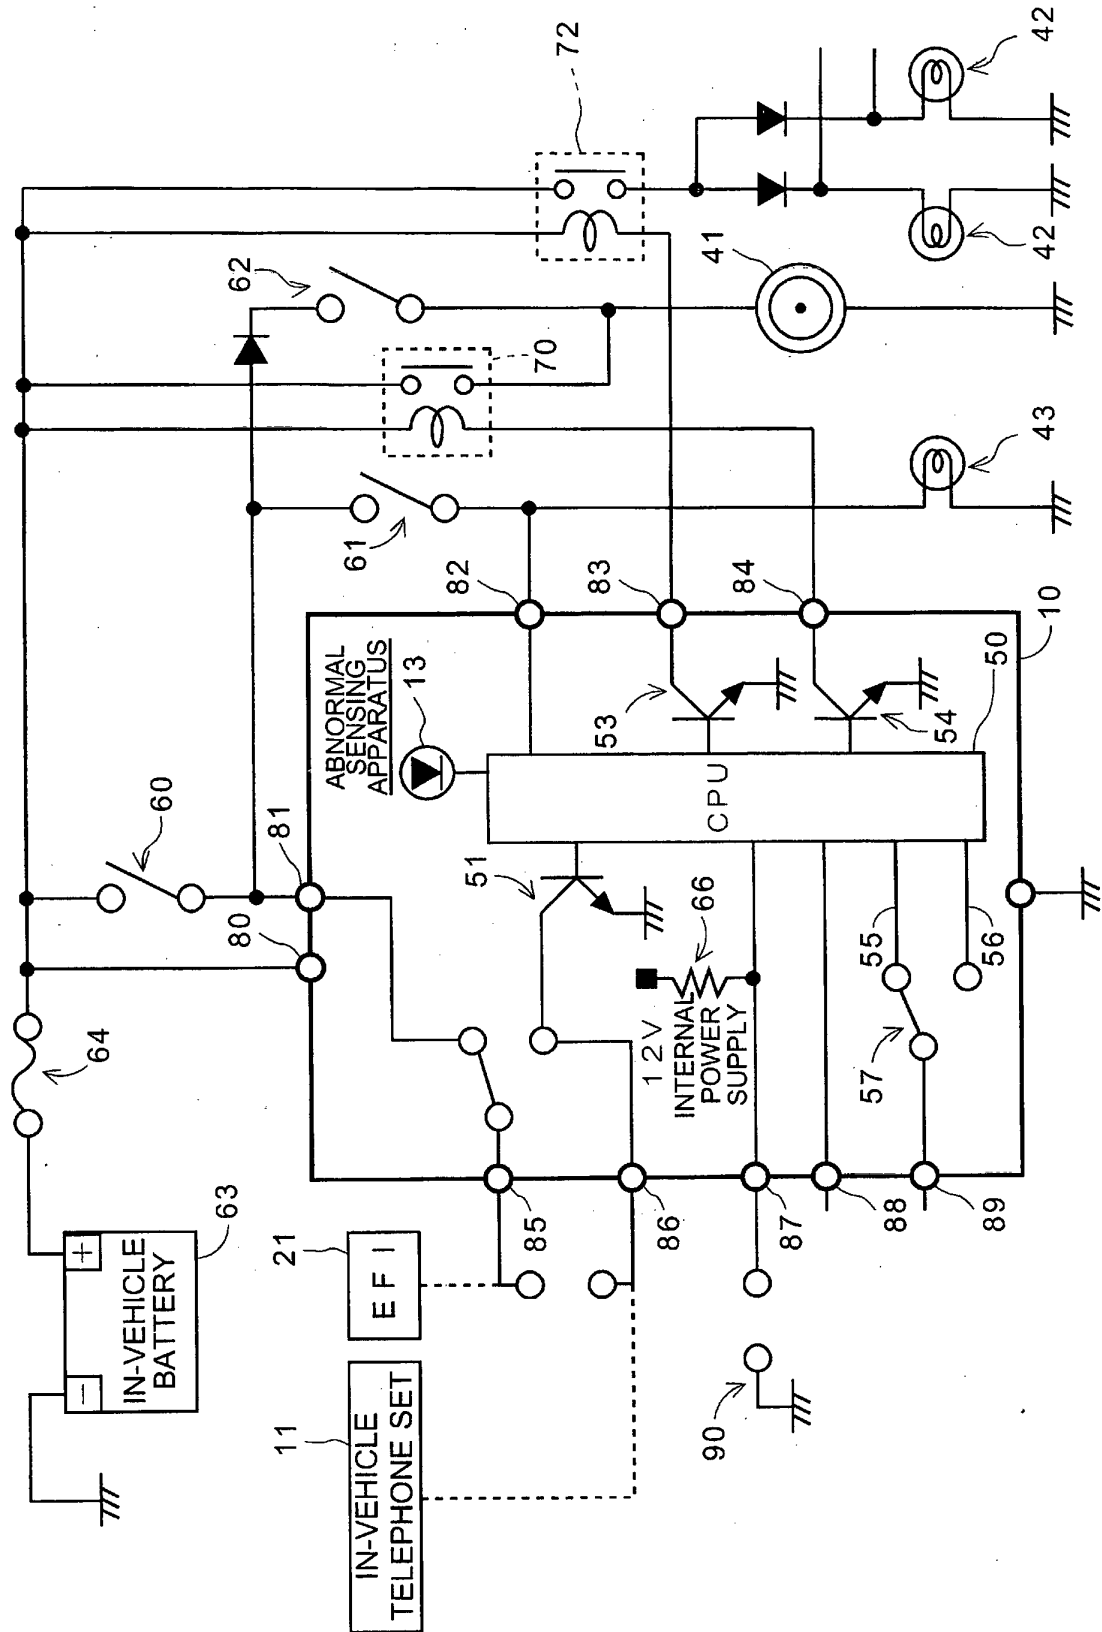 IN-VEHICLE
BATTERY
63
64
+
−
60
62
61
70
72
80
81
82
83
84
ABNORMAL
SENSING
APPARATUS
13
CPU
50
10
51
53
54
12V
INTERNAL
POWER
SUPPLY
66
55
56
57
85
86
87
88
89
EFI
21
IN-VEHICLE
TELEPHONE SET
11
90
41
42
42
43